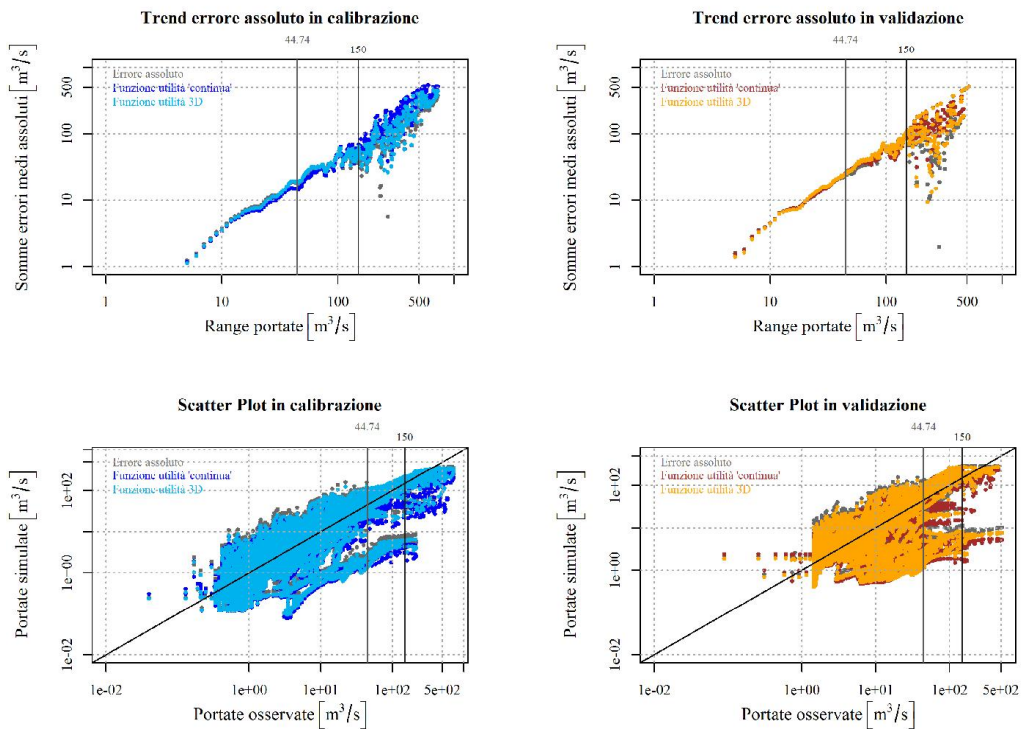 Trend errore assoluto in calibrazione
44.74
150
Somme errori medi assoluti [m³/s]
500
100
10
1
Errore assoluto
Funzione utilità 'continua'
Funzione utilità 3D
1 10 100 500
Range portate [m³/s]
Trend errore assoluto in validazione
44.74
150
Somme errori medi assoluti [m³/s]
500
100
10
1
Errore assoluto
Funzione utilità 'continua'
Funzione utilità 3D
1 10 100 500
Range portate [m³/s]
Scatter Plot in calibrazione
44.74
150
Portate simulate [m³/s]
1e+02
1e+00
1e-02
Errore assoluto
Funzione utilità 'continua'
Funzione utilità 3D
1e-02 1e+00 1e+01 1e+02 5e+02
Portate osservate [m³/s]
Scatter Plot in validazione
44.74
150
Portate simulate [m³/s]
1e+02
1e+00
1e-02
Errore assoluto
Funzione utilità 'continua'
Funzione utilità 3D
1e-02 1e+00 1e+01 1e+02 5e+02
Portate osservate [m³/s]